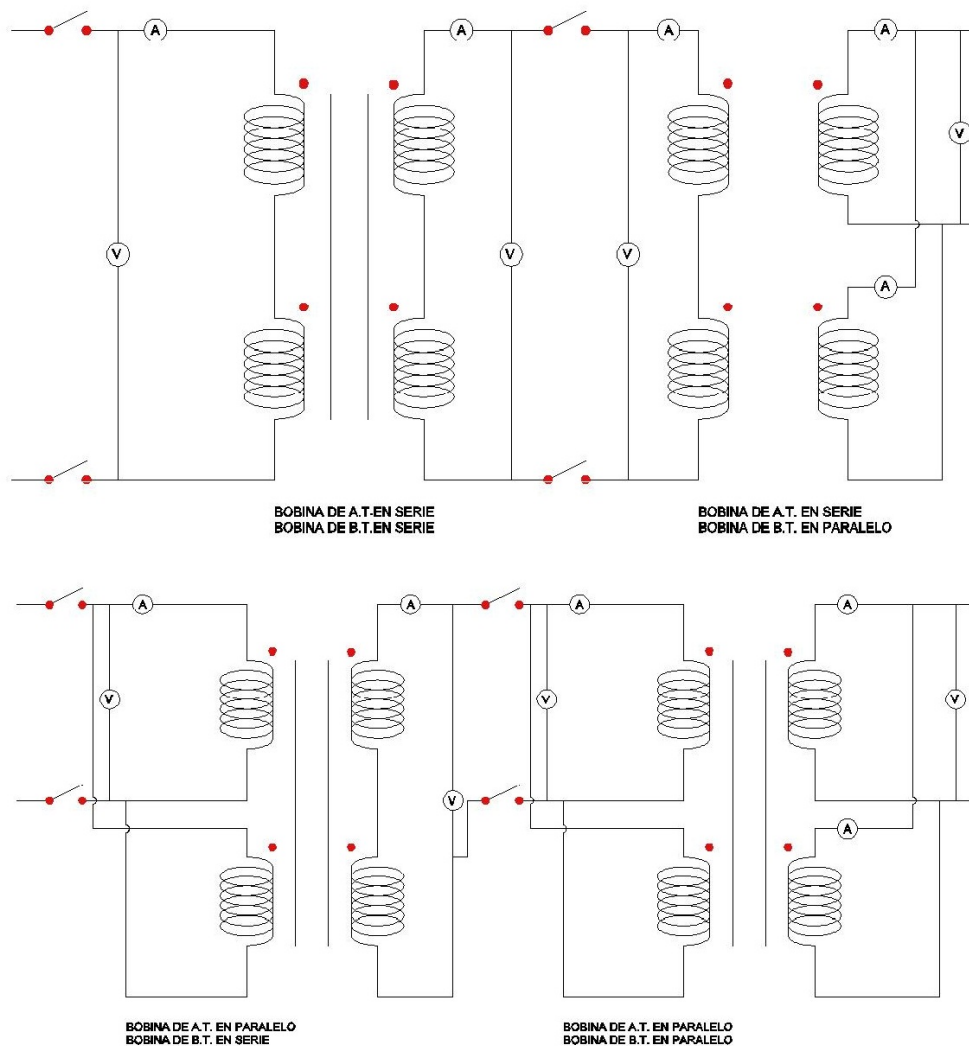 A
A
A
A
V
V
V
V
A
BOBINA DE A.T-EN SERIE
BOBINA DE B.T.EN SERIE
BOBINA DE A.T. EN SERIE
BOBINA DE B.T. EN PARALELO
A
A
A
A
V
V
V
V
A
BOBINA DE A.T. EN PARALELO
BOBINA DE B.T. EN SERIE
BOBINA DE A.T. EN PARALELO
BOBINA DE B.T. EN PARALELO